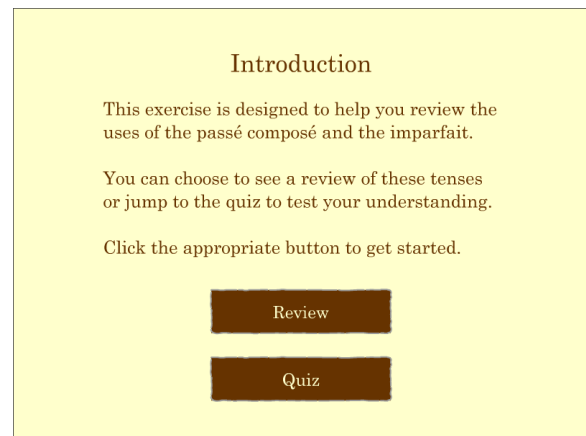 Introduction
This exercise is designed to help you review the
uses of the passé composé and the imparfait.
You can choose to see a review of these tenses
or jump to the quiz to test your understanding.
Click the appropriate button to get started.
Review
Quiz